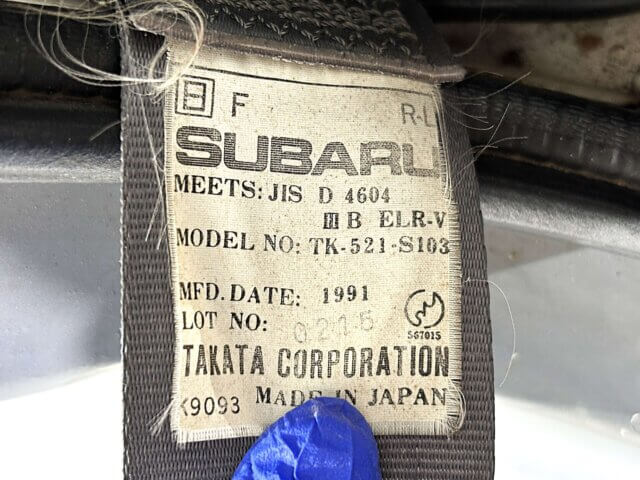 日 F R-L
SUBARU
MEETS: JIS D 4604
III B ELR-V
MODEL NO: TK-521-S103
MFD. DATE: 1991
LOT NO: 0215
567015
TAKATA CORPORATION
K9093 MADE IN JAPAN